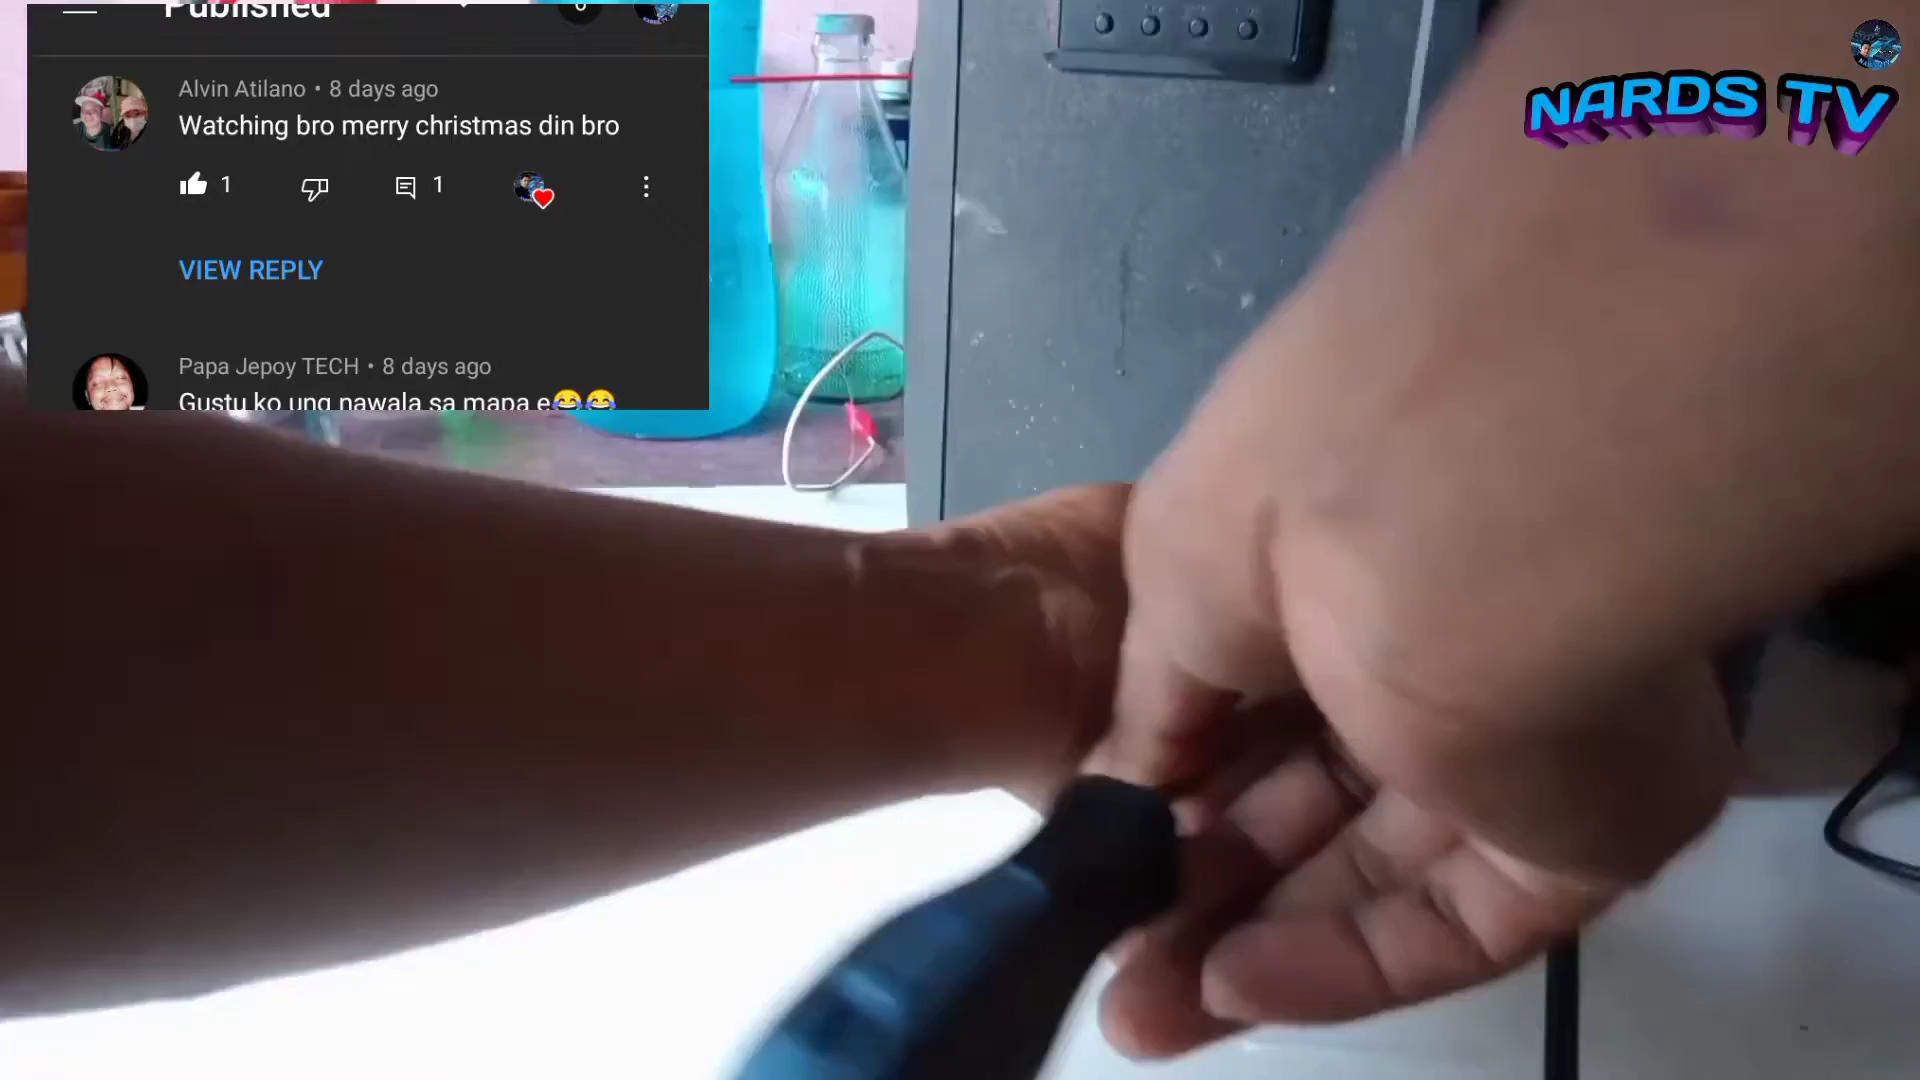 Published
Alvin Atilano • 8 days ago
Watching bro merry christmas din bro
1
1
VIEW REPLY
Papa Jepoy TECH • 8 days ago
Gustu ko ung nawala sa mapa e😂😂
NARDS TV